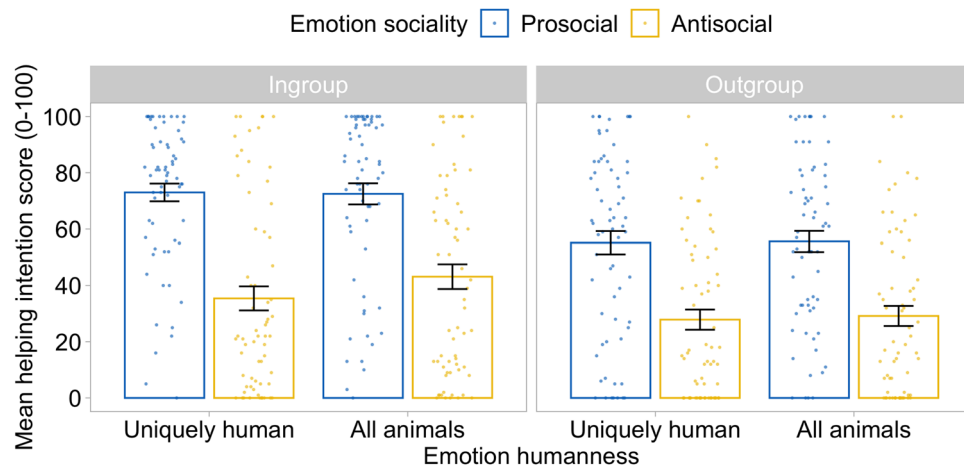 Emotion sociality Prosocial Antisocial
Ingroup Outgroup
Mean helping intention score (0-100)
100
80
60
40
20
0
Uniquely human All animals Uniquely human All animals
Emotion humanness